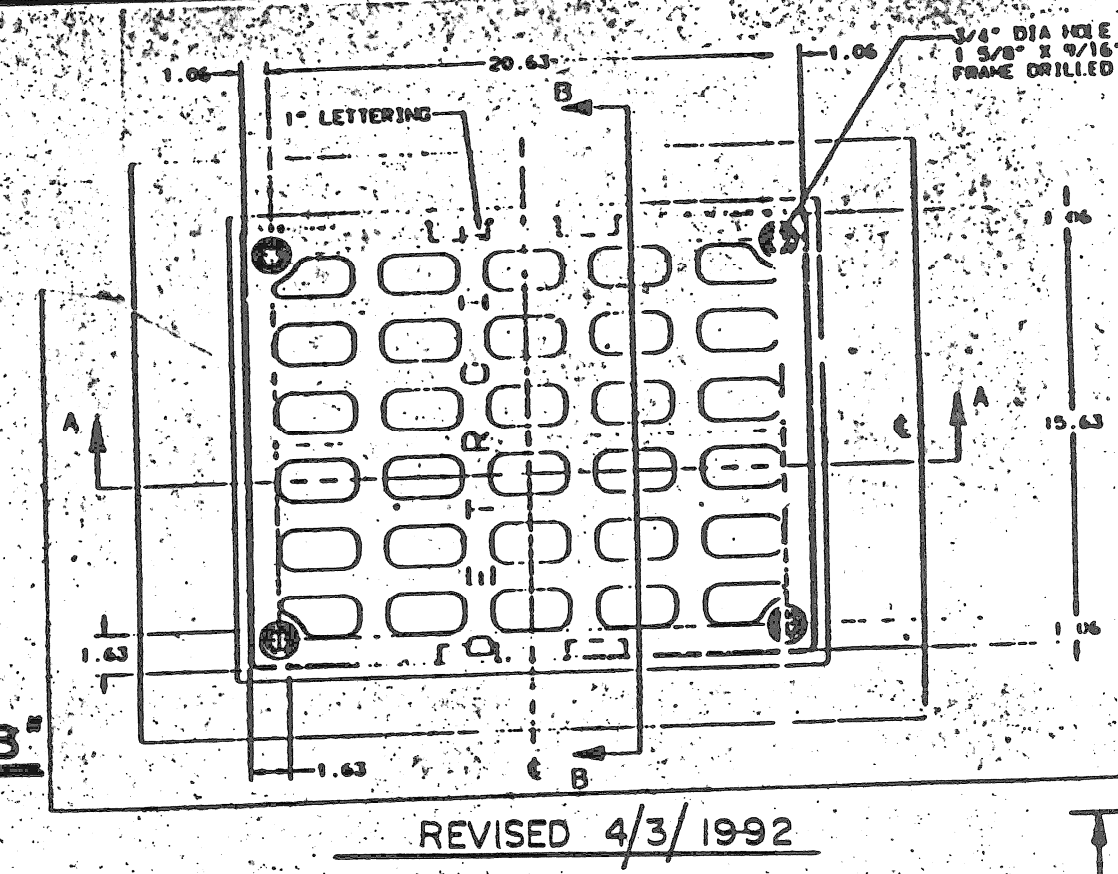 3/4" DIA HOLE
1 5/8" X 9/16"
FRAME DRILLED
1.06
20.63
1.06
B
1" LETTERING
1.06
A
A
℄
15.63
1.06
1.63
1.63
℄
B
REVISED 4/3/1992